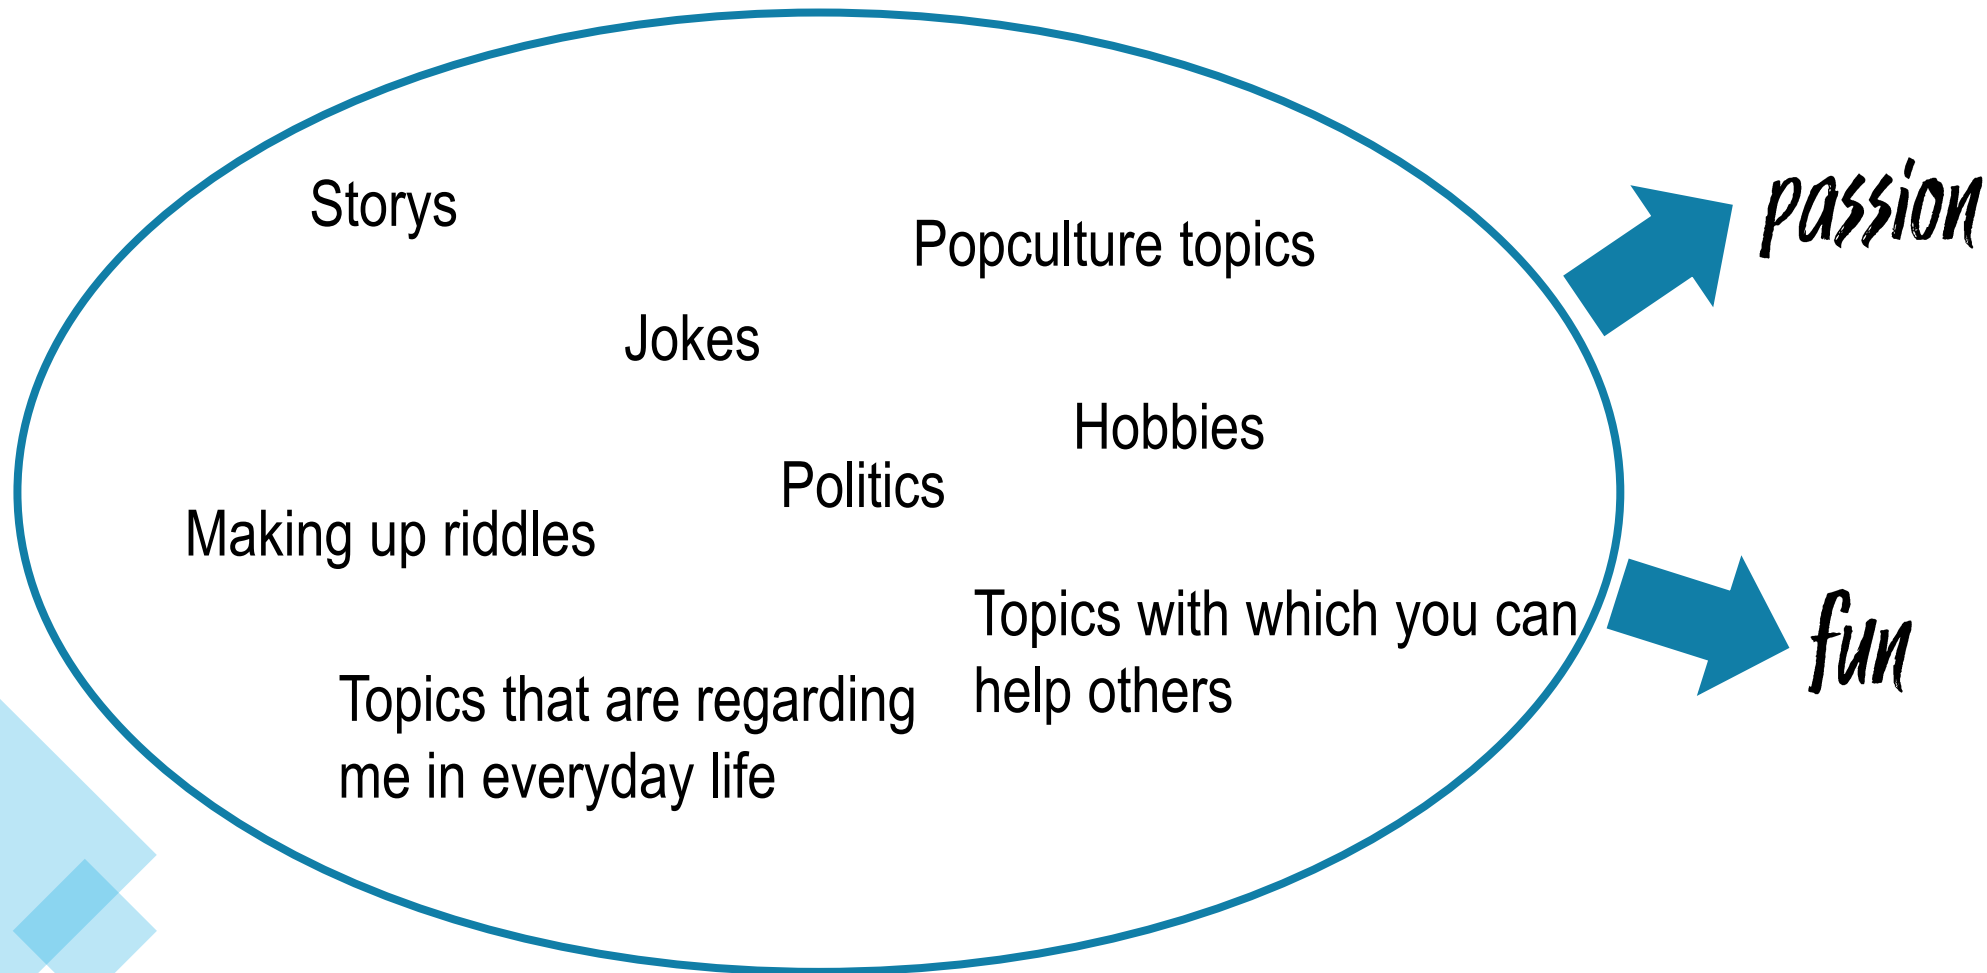 Storys
Popculture topics
passion
Jokes
Hobbies
Politics
Making up riddles
Topics with which you can
help others
fun
Topics that are regarding
me in everyday life